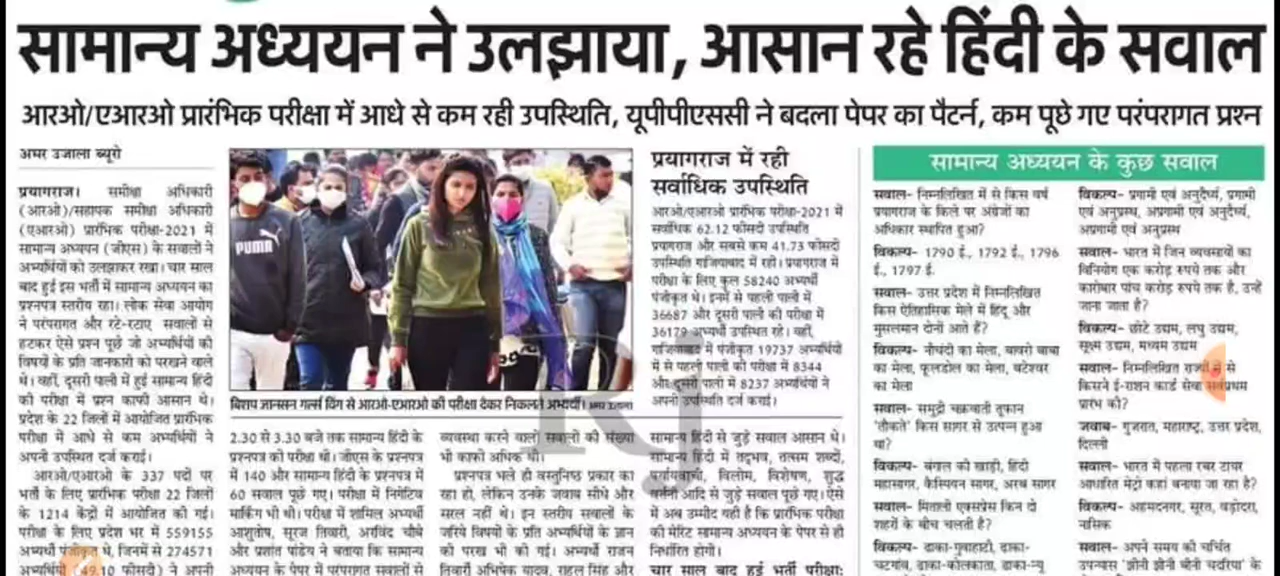 सामान्य अध्ययन ने उलझाया, आसान रहे हिंदी के सवाल
आरओ/एआरओ प्रारंभिक परीक्षा में आधे से कम रही उपस्थिति, यूपीपीएससी ने बदला पेपर का पैटर्न, कम पूछे गए परंपरागत प्रश्न
अमर उजाला ब्यूरो
प्रयागराज। समीक्षा अधिकारी
(आरओ)/सहायक समीक्षा अधिकारी
(एआरओ) प्रारंभिक परीक्षा-2021 में
सामान्य अध्ययन (जीएस) के सवालों ने
अभ्यर्थियों को उलझाकर रखा। चार साल
बाद हुई इस भर्ती में सामान्य अध्ययन का
प्रश्नपत्र स्तरीय रहा। लोक सेवा आयोग
ने परंपरागत और रटे-रटाए सवालों से
हटकर ऐसे प्रश्न पूछे जो अभ्यर्थियों की
विषयों के प्रति जानकारी को परखने वाले
थे। वहीं, दूसरी पाली में हुई सामान्य हिंदी
की परीक्षा में प्रश्न काफी आसान थे।
प्रदेश के 22 जिलों में आयोजित प्रारंभिक
परीक्षा में आधे से कम अभ्यर्थियों ने
अपनी उपस्थित दर्ज कराई।
आरओ/एआरओ के 337 पदों पर
भर्ती के लिए प्रारंभिक परीक्षा 22 जिलों
के 1214 केंद्रों में आयोजित की गई।
परीक्षा के लिए प्रदेश भर में 559155
अभ्यर्थी पंजीकृत थे, जिनमें से 274571
अभ्यर्थियों (49.10 फीसदी) ने अपनी
PUMA
बिशप जानसन गर्ल्स विंग से आरओ-एआरओ की परीक्षा देकर निकलते अभ्यर्थी। अमर उजाला
2.30 से 3.30 बजे तक सामान्य हिंदी के
प्रश्नपत्र की परीक्षा थी। जीएस के प्रश्नपत्र
में 140 और सामान्य हिंदी के प्रश्नपत्र में
60 सवाल पूछे गए। परीक्षा में निगेटिव
मार्किंग भी थी। परीक्षा में शामिल अभ्यर्थी
आशुतोष, सूरज तिवारी, अरविंद चौबे
और प्रशांत पांडेय ने बताया कि सामान्य
अध्ययन के पेपर में परंपरागत सवालों से
व्यवस्था करने वालों सवालों की संख्या
भी काफी अधिक थी।
प्रश्नपत्र भले ही वस्तुनिष्ठ प्रकार का
रहा हो, लेकिन उनके जवाब सीधे और
सरल नहीं थे। इन स्तरीय सवालों के
जरिये विषयों के प्रति अभ्यर्थियों के ज्ञान
की परख भी की गई। अभ्यर्थी राजन
तिवारी अभिषेक यादव, राहुल सिंह और
प्रयागराज में रही
सर्वाधिक उपस्थिति
आरओ/एआरओ प्रारंभिक परीक्षा-2021 में
सर्वाधिक 62.12 फीसदी उपस्थिति
प्रयागराज और सबसे कम 41.73 फीसदी
उपस्थिति गाजियाबाद में रही। प्रयागराज में
परीक्षा के लिए कुल 58240 अभ्यर्थी
पंजीकृत थे। इनमें से पहली पाली में
36687 और दूसरी पाली की परीक्षा में
36179 अभ्यर्थी उपस्थित रहे। वहीं,
गाजियाबाद में पंजीकृत 19737 अभ्यर्थियों
में से पहली पाली की परीक्षा में 8344
और दूसरी पाली में 8237 अभ्यर्थियों ने
अपनी उपस्थिति दर्ज कराई।
सामान्य हिंदी से जुड़े सवाल आसान थे।
सामान्य हिंदी में तद्भव, तत्सम शब्दों,
पर्यायवाची, विलोम, विशेषण, शुद्ध
वर्तनी आदि से जुड़े सवाल पूछे गए। ऐसे
में अब उम्मीद यही है कि प्रारंभिक परीक्षा
की मेरिट सामान्य अध्ययन के पेपर से ही
निर्धारित होगी।
चार साल बाद हुई भर्ती परीक्षा:
RJ
सामान्य अध्ययन के कुछ सवाल
सवाल- निम्नलिखित में से किस वर्ष
प्रयागराज के किले पर अंग्रेजों का
अधिकार स्थापित हुआ?
विकल्प- 1790 ई., 1792 ई., 1796
ई., 1797 ई.
सवाल- उत्तर प्रदेश में निम्नलिखित
किस ऐतिहासिक मेले में हिंदू और
मुसलमान दोनों आते हैं?
विकल्प- नौचंदी का मेला, बाबरो बाबा
का मेला, फूलडोल का मेला, बटेश्वर
का मेला
सवाल- समुद्री चक्रवाती तूफान
'तौकते' किस सागर से उत्पन्न हुआ
था?
विकल्प- बंगाल की खाड़ी, हिंदी
महासागर, कैस्पियन सागर, अरब सागर
सवाल- मिताली एक्सप्रेस किन दो
शहरों के बीच चलती है?
विकल्प- ढाका-गुवाहाटी, ढाका-
चटगांव, ढाका-कोलकाता, ढाका-न्यू
विकल्प- प्रगामी एवं अनुदैर्ध्य, प्रगामी
एवं अनुप्रस्थ, अप्रगामी एवं अनुदैर्ध्य,
अप्रगामी एवं अनुप्रस्थ
सवाल- भारत में जिन व्यवसायों का
विनियोग एक करोड़ रुपये तक और
कारोबार पांच करोड़ रुपये तक है, उन्हें
जाना जाता है?
विकल्प- छोटे उद्यम, लघु उद्यम,
सूक्ष्म उद्यम, मध्यम उद्यम
सवाल- निम्नलिखित राज्यों में से
किसने ई-राशन कार्ड सेवा सर्वप्रथम
प्रारंभ की?
जवाब- गुजरात, महाराष्ट्र, उत्तर प्रदेश,
दिल्ली
सवाल- भारत में पहला रबर टायर
आधारित मेट्रो कहां बनाया जा रहा है?
विकल्प- अहमदनगर, सूरत, वड़ोदरा,
नासिक
सवाल- अपने समय की चर्चित
उपन्यास 'झीनी झीनी बीनी चदरिया' के